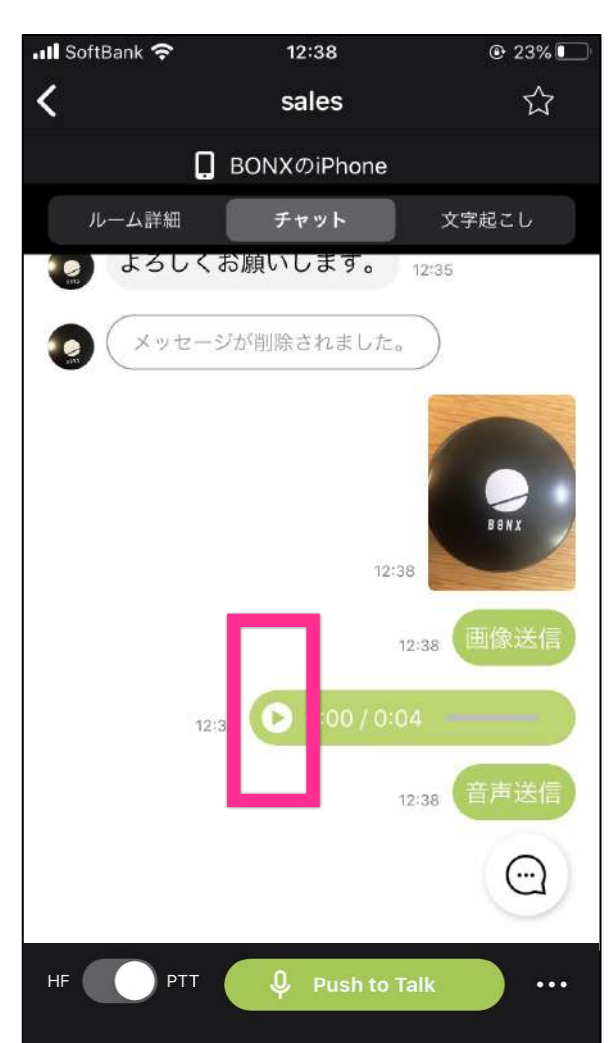 SoftBank 12:38 23%
sales
BONXのiPhone
ルーム詳細 チャット 文字起こし
よろしくお願いします。 12:35
メッセージが削除されました。
BONX
12:38
12:38 画像送信
12:3 :00 / 0:04
12:38 音声送信
HF PTT Push to Talk